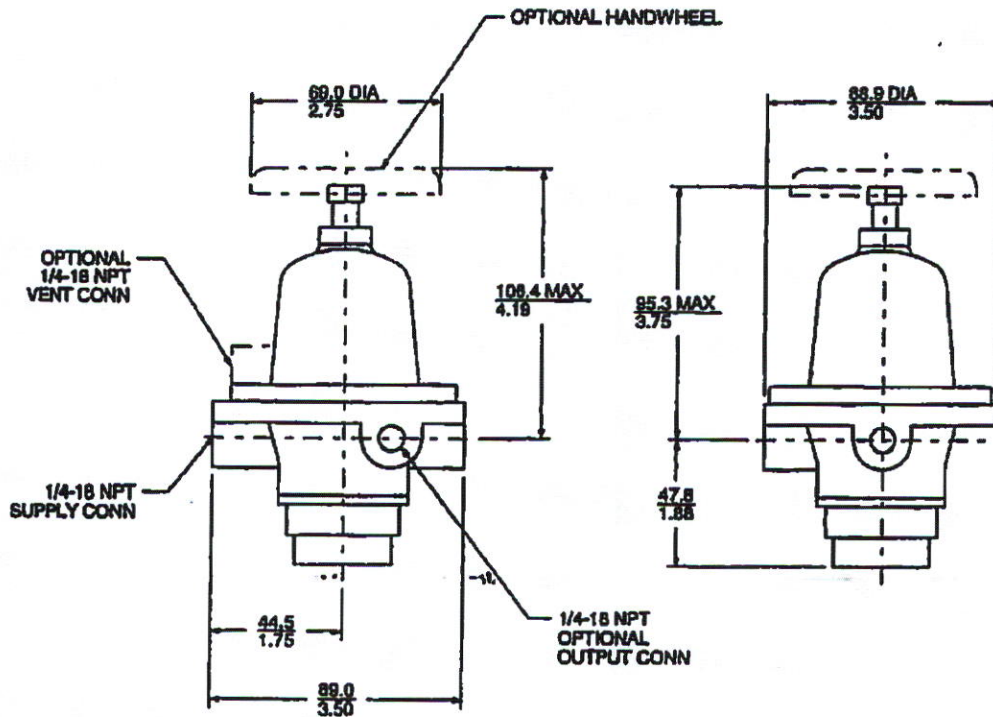 OPTIONAL HANDWHEEL
69.0 DIA
2.75
88.9 DIA
3.50
OPTIONAL
1/4-18 NPT
VENT CONN
106.4 MAX
4.19
95.3 MAX
3.75
1/4-18 NPT
SUPPLY CONN
47.8
1.88
44.5
1.75
1/4-18 NPT
OPTIONAL
OUTPUT CONN
89.0
3.50